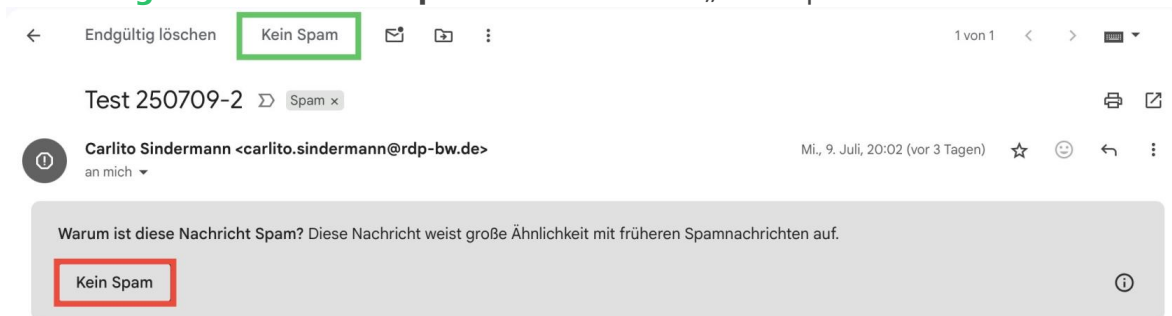 Endgültig löschen Kein Spam 1 von 1
Test 250709-2 Spam x
Carlito Sindermann <carlito.sindermann@rdp-bw.de> Mi., 9. Juli, 20:02 (vor 3 Tagen)
an mich
Warum ist diese Nachricht Spam? Diese Nachricht weist große Ähnlichkeit mit früheren Spamnachrichten auf.
Kein Spam